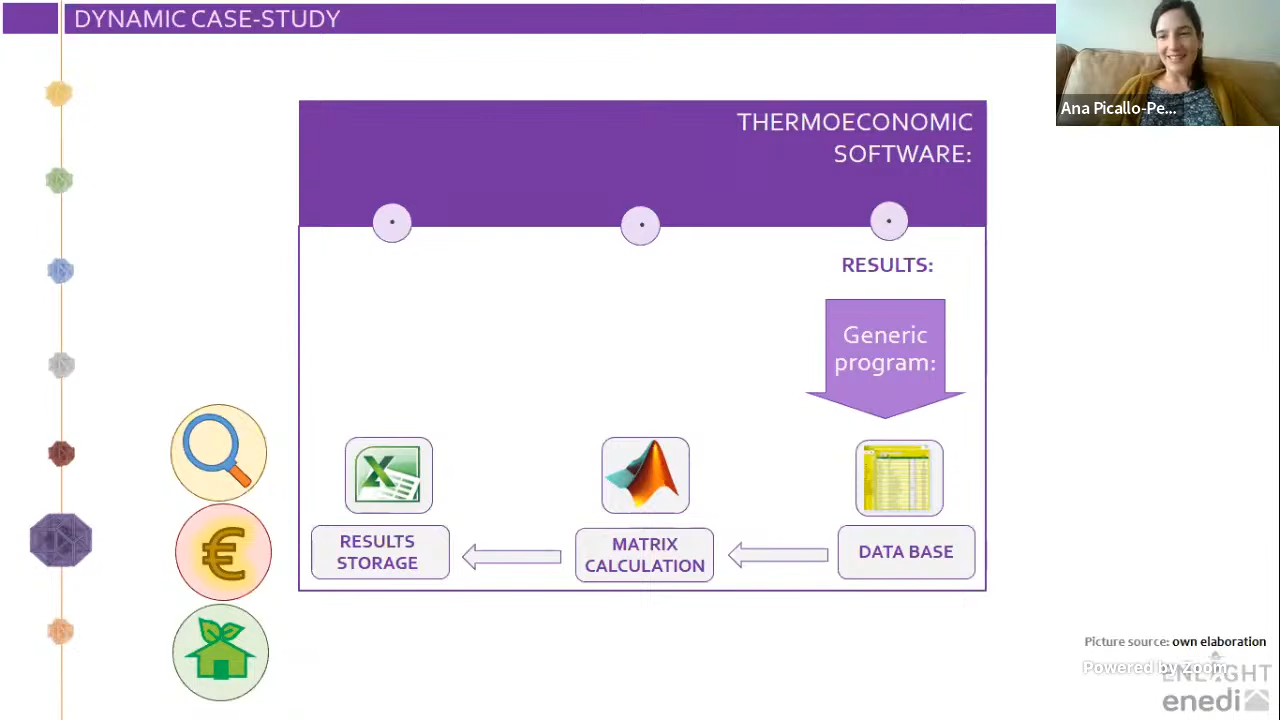 DYNAMIC CASE-STUDY
Ana Picallo-Pe...
THERMOECONOMIC
SOFTWARE:
RESULTS:
Generic
program:
RESULTS
STORAGE
MATRIX
CALCULATION
DATA BASE
Picture source: own elaboration
Powered by Zoom
enedi